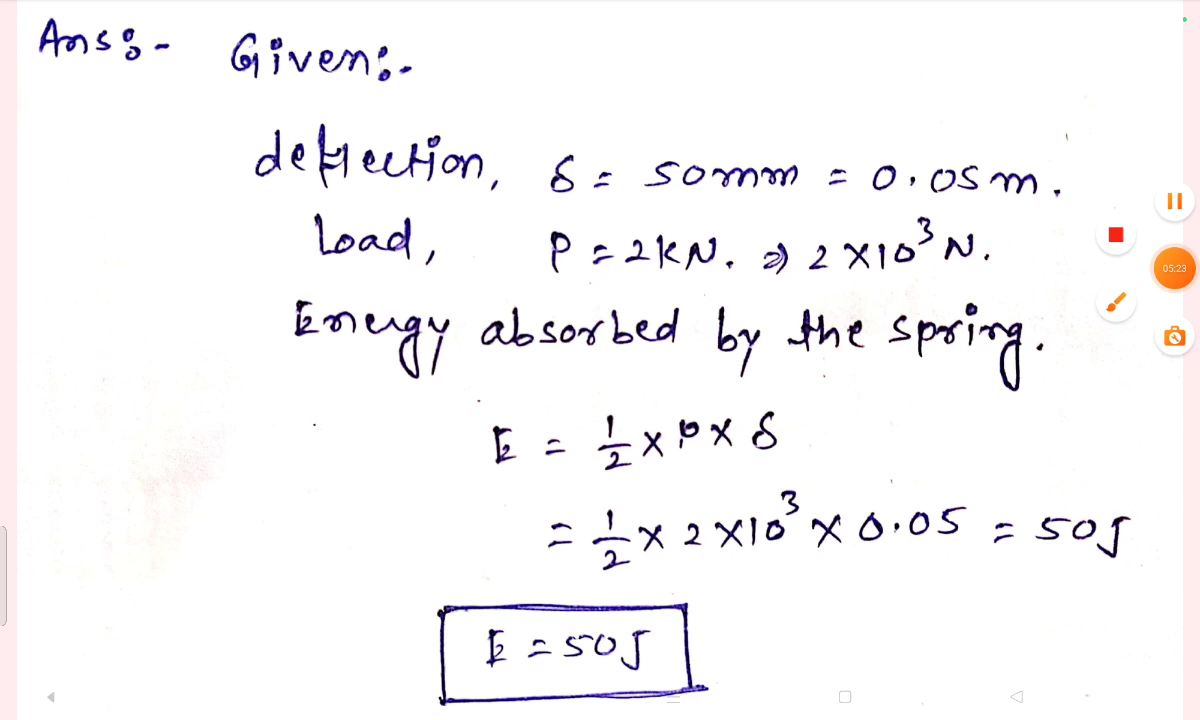 Ans:- Given:-
deflection, δ = 50mm = 0.05m.
Load, P = 2KN. ⇒ 2×10³ N.
Energy absorbed by the spring.
E = 1/2 × P × δ
= 1/2 × 2×10³ × 0.05 = 50J
E = 50J
05:23